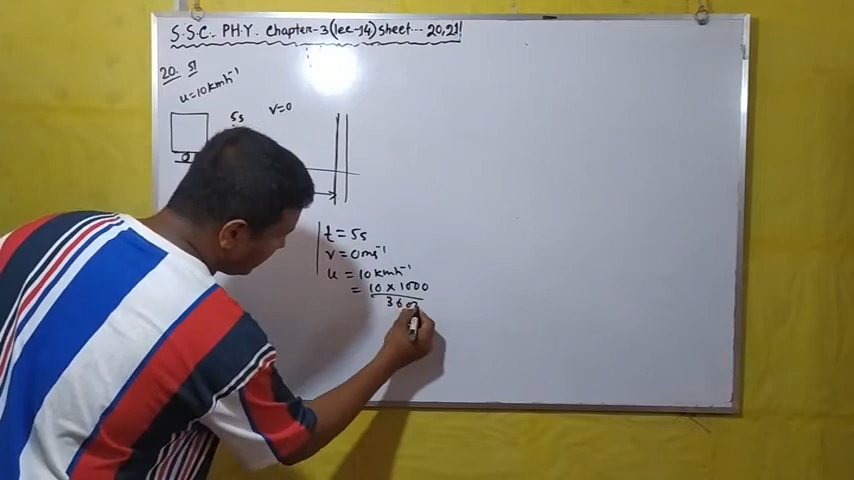 S.S.C. PHY. Chapter-3(lec-14)Sheet... 20,21!
20.
u=10kmh⁻¹
5s
v=0
t = 5s
v = 0ms⁻¹
u = 10kmh⁻¹
= 10 × 1000
3600